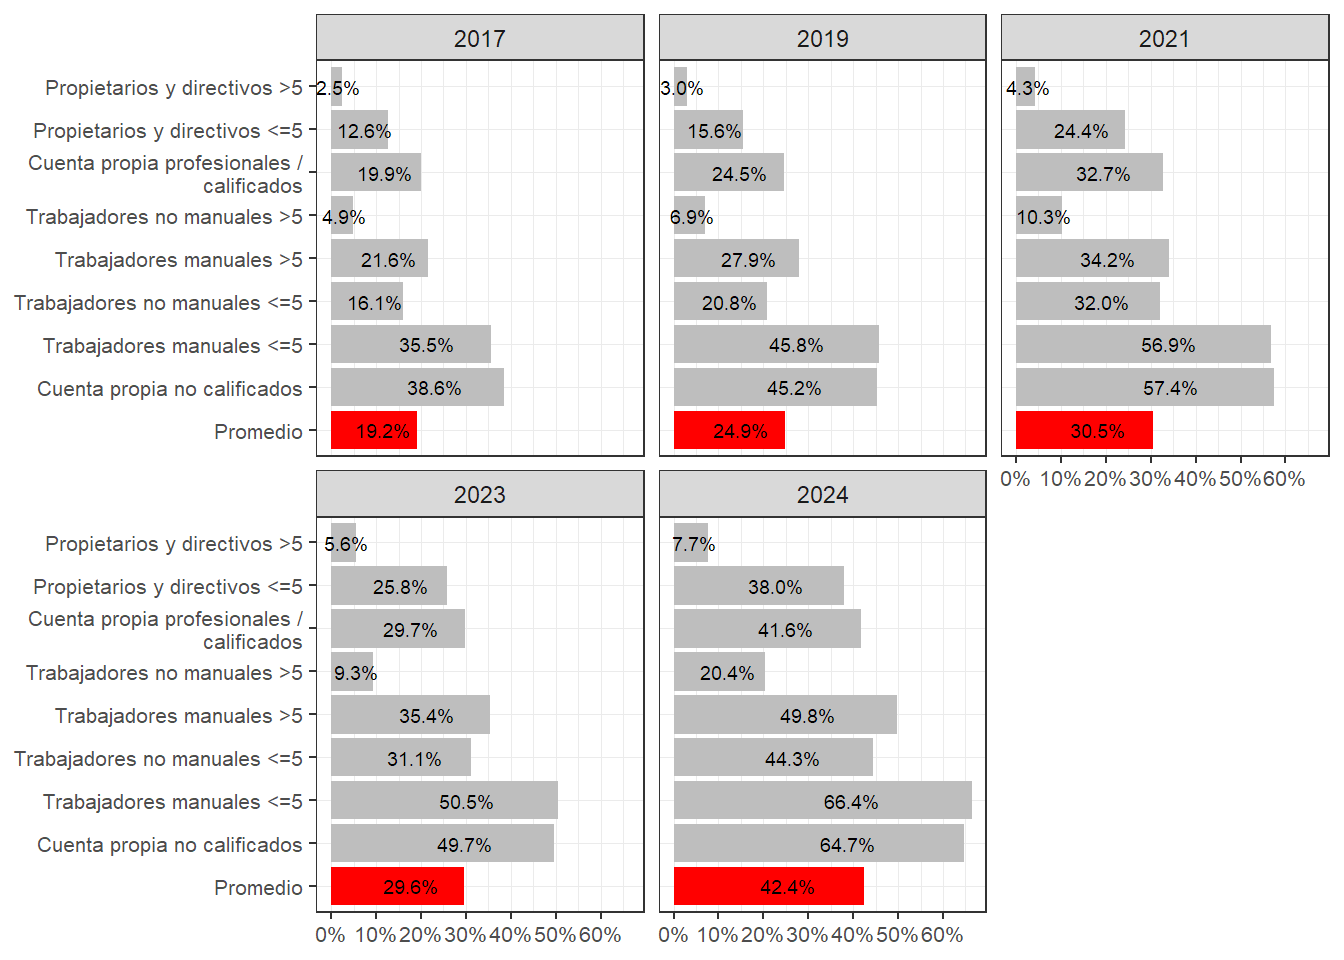 2017
2019
2021
Propietarios y directivos >5
2.5%
3.0%
4.3%
Propietarios y directivos <=5
12.6%
15.6%
24.4%
Cuenta propia profesionales /
calificados
19.9%
24.5%
32.7%
Trabajadores no manuales >5
4.9%
6.9%
10.3%
Trabajadores manuales >5
21.6%
27.9%
34.2%
Trabajadores no manuales <=5
16.1%
20.8%
32.0%
Trabajadores manuales <=5
35.5%
45.8%
56.9%
Cuenta propia no calificados
38.6%
45.2%
57.4%
Promedio
19.2%
24.9%
30.5%
0% 10% 20% 30% 40% 50% 60%
2023
2024
Propietarios y directivos >5
5.6%
7.7%
Propietarios y directivos <=5
25.8%
38.0%
Cuenta propia profesionales /
calificados
29.7%
41.6%
Trabajadores no manuales >5
9.3%
20.4%
Trabajadores manuales >5
35.4%
49.8%
Trabajadores no manuales <=5
31.1%
44.3%
Trabajadores manuales <=5
50.5%
66.4%
Cuenta propia no calificados
49.7%
64.7%
Promedio
29.6%
42.4%
0% 10% 20% 30% 40% 50% 60%
0% 10% 20% 30% 40% 50% 60%